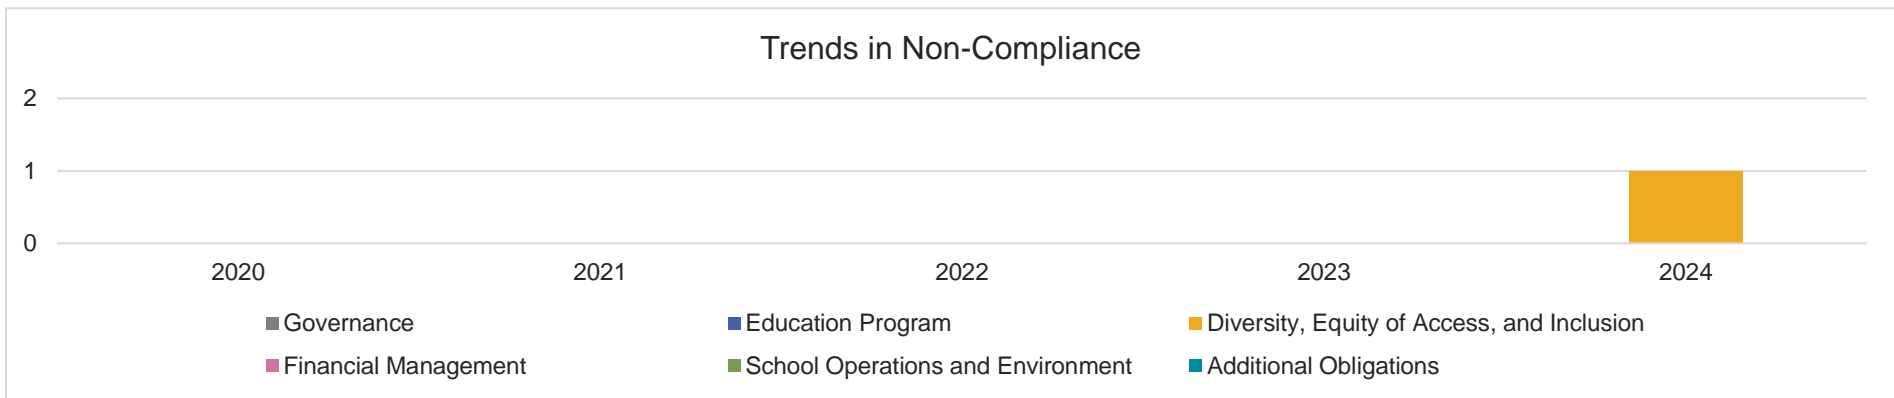 Trends in Non-Compliance
2
1
0
2020 2021 2022 2023 2024
Governance Education Program Diversity, Equity of Access, and Inclusion
Financial Management School Operations and Environment Additional Obligations